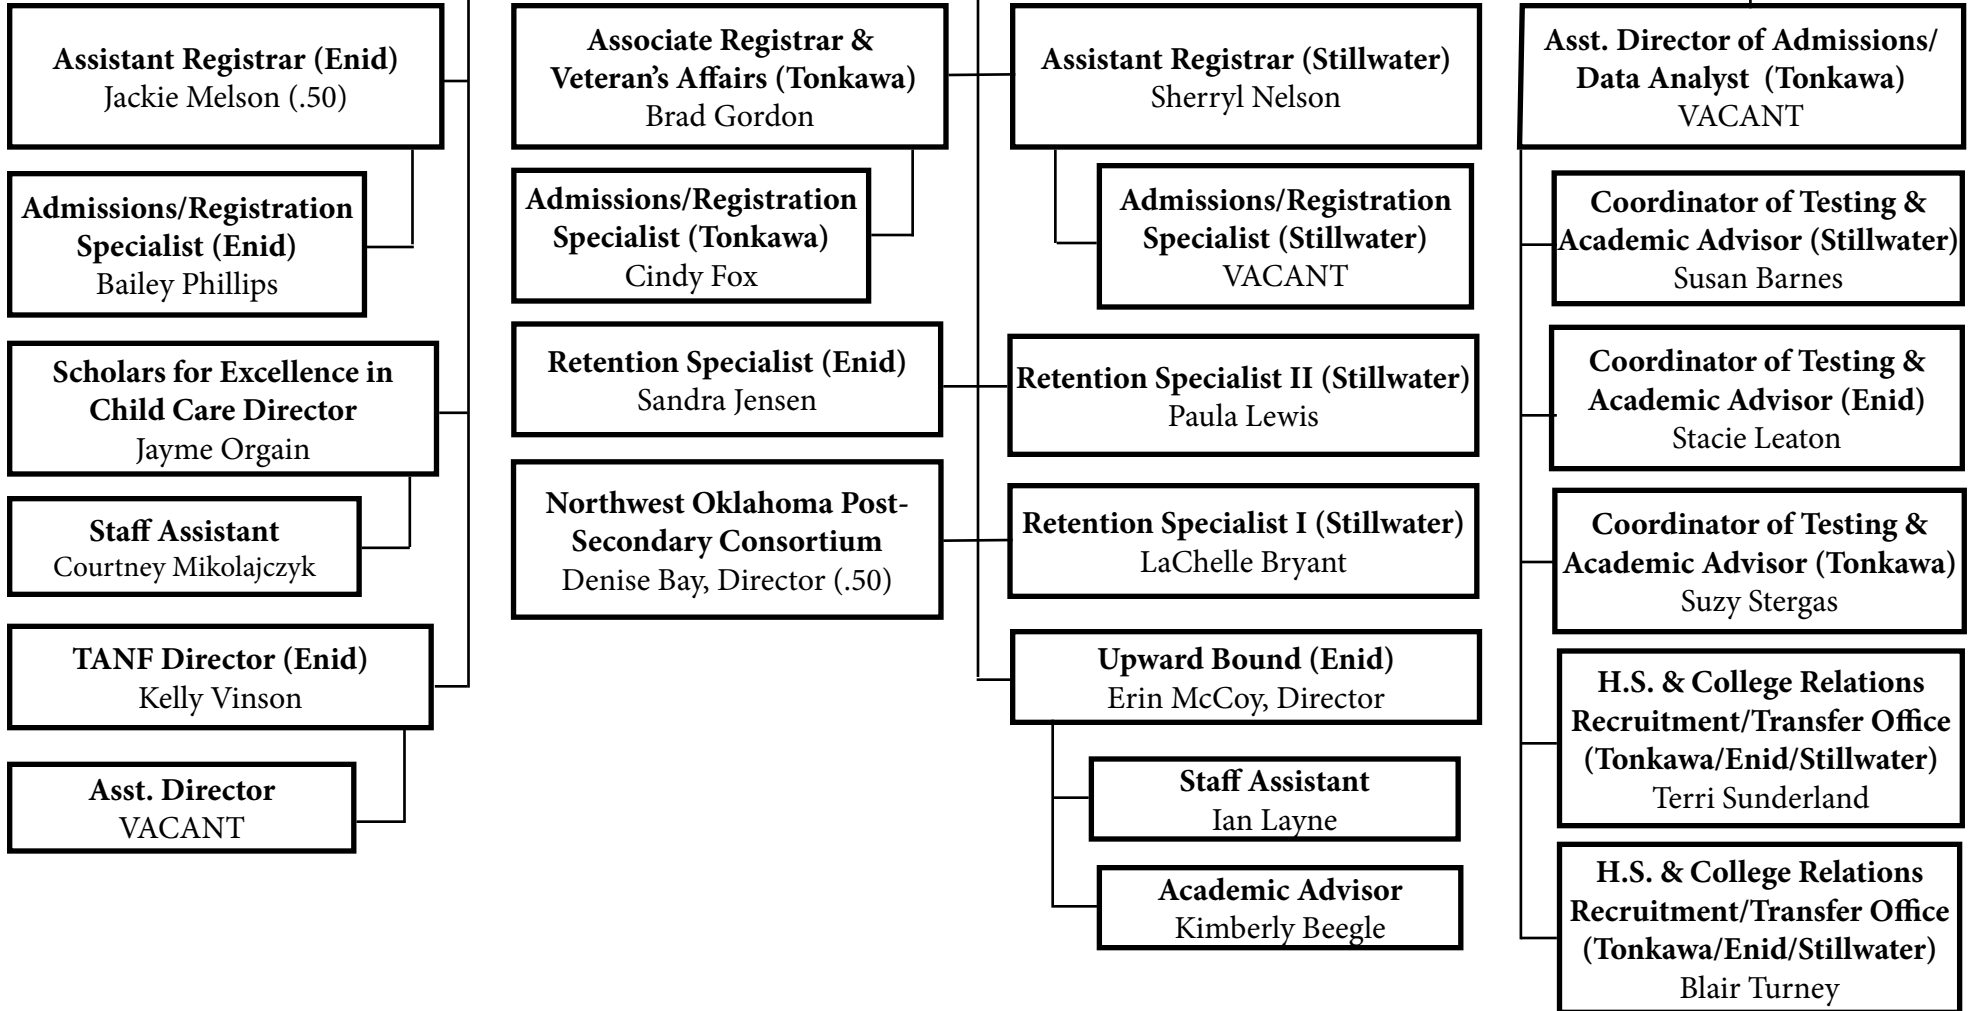 Assistant Registrar (Enid)
Jackie Melson (.50)
Admissions/Registration
Specialist (Enid)
Bailey Phillips
Scholars for Excellence in
Child Care Director
Jayme Orgain
Staff Assistant
Courtney Mikolajczyk
TANF Director (Enid)
Kelly Vinson
Asst. Director
VACANT
Associate Registrar &
Veteran’s Affairs (Tonkawa)
Brad Gordon
Admissions/Registration
Specialist (Tonkawa)
Cindy Fox
Retention Specialist (Enid)
Sandra Jensen
Northwest Oklahoma Post-
Secondary Consortium
Denise Bay, Director (.50)
Assistant Registrar (Stillwater)
Sherryl Nelson
Admissions/Registration
Specialist (Stillwater)
VACANT
Retention Specialist II (Stillwater)
Paula Lewis
Retention Specialist I (Stillwater)
LaChelle Bryant
Upward Bound (Enid)
Erin McCoy, Director
Staff Assistant
Ian Layne
Academic Advisor
Kimberly Beegle
Asst. Director of Admissions/
Data Analyst (Tonkawa)
VACANT
Coordinator of Testing &
Academic Advisor (Stillwater)
Susan Barnes
Coordinator of Testing &
Academic Advisor (Enid)
Stacie Leaton
Coordinator of Testing &
Academic Advisor (Tonkawa)
Suzy Stergas
H.S. & College Relations
Recruitment/Transfer Office
(Tonkawa/Enid/Stillwater)
Terri Sunderland
H.S. & College Relations
Recruitment/Transfer Office
(Tonkawa/Enid/Stillwater)
Blair Turney